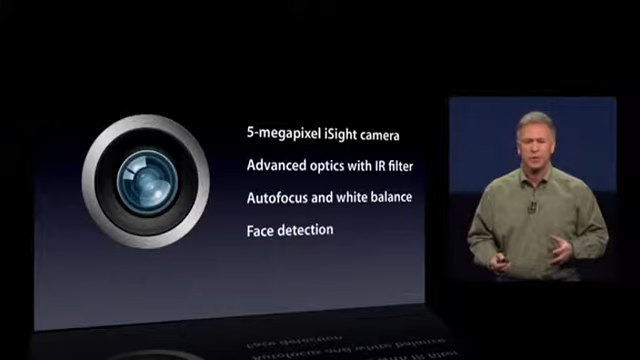 5-megapixel iSight camera
Advanced optics with IR filter
Autofocus and white balance
Face detection